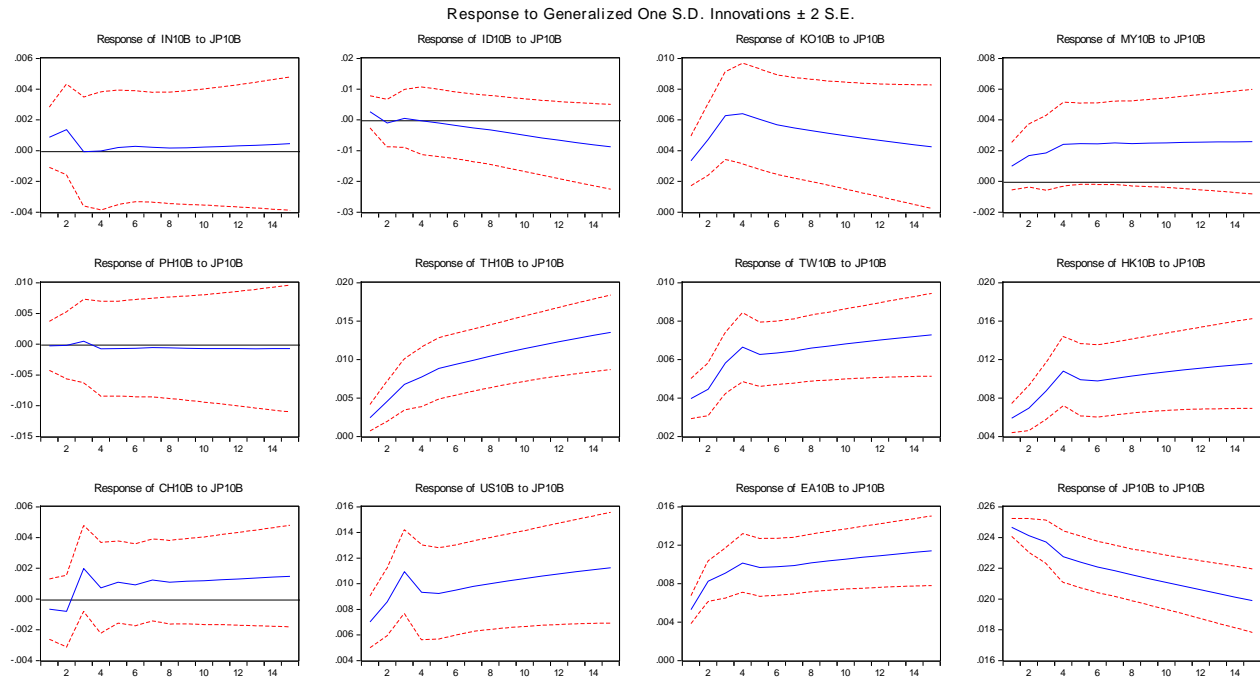 Response to Generalized One S.D. Innovations ± 2 S.E.
Response of IN10B to JP10B
.006
.004
.002
.000
-.002
-.004
2 4 6 8 10 12 14
Response of ID10B to JP10B
.02
.01
.00
-.01
-.02
-.03
2 4 6 8 10 12 14
Response of KO10B to JP10B
.010
.008
.006
.004
.002
.000
2 4 6 8 10 12 14
Response of MY10B to JP10B
.008
.006
.004
.002
.000
-.002
2 4 6 8 10 12 14
Response of PH10B to JP10B
.010
.005
.000
-.005
-.010
-.015
2 4 6 8 10 12 14
Response of TH10B to JP10B
.020
.015
.010
.005
.000
2 4 6 8 10 12 14
Response of TW10B to JP10B
.010
.008
.006
.004
.002
2 4 6 8 10 12 14
Response of HK10B to JP10B
.020
.016
.012
.008
.004
2 4 6 8 10 12 14
Response of CH10B to JP10B
.006
.004
.002
.000
-.002
-.004
2 4 6 8 10 12 14
Response of US10B to JP10B
.016
.014
.012
.010
.008
.006
.004
2 4 6 8 10 12 14
Response of EA10B to JP10B
.016
.012
.008
.004
.000
2 4 6 8 10 12 14
Response of JP10B to JP10B
.026
.024
.022
.020
.018
.016
2 4 6 8 10 12 14